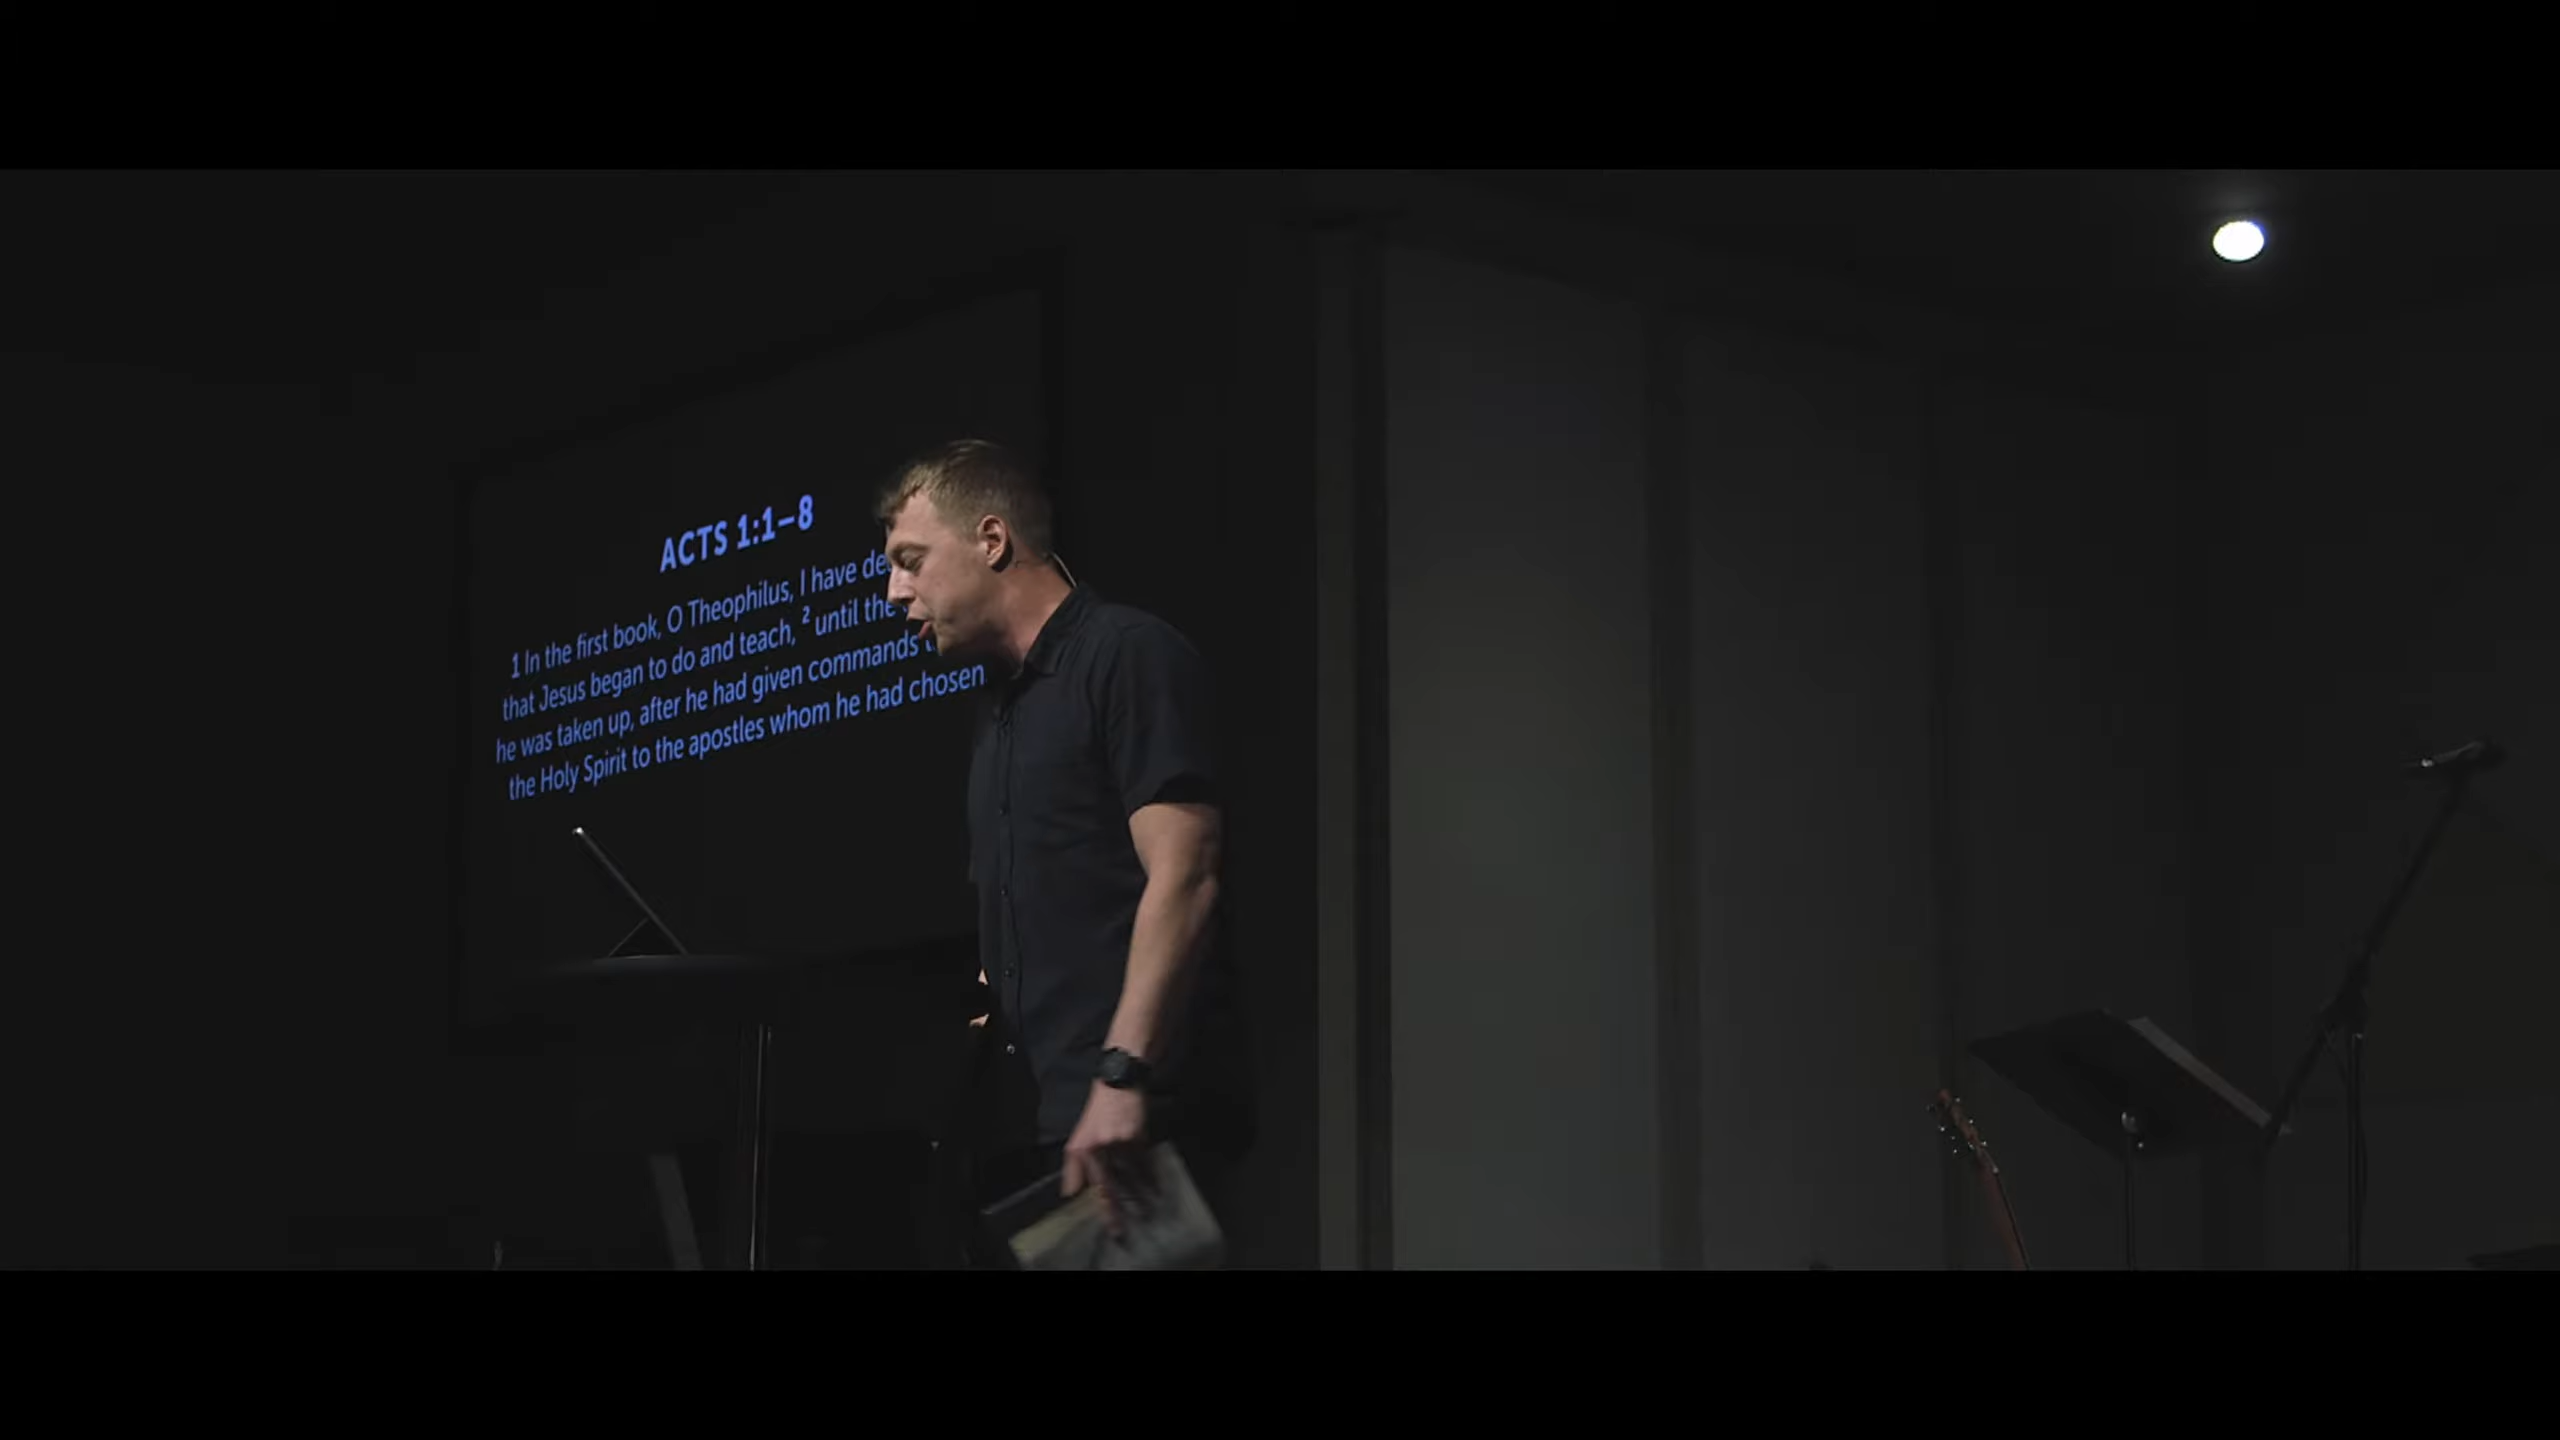 ACTS 1:1–8
1 In the first book, O Theophilus, I have
that Jesus began to do and teach, ² until the
he was taken up, after he had given commands
the Holy Spirit to the apostles whom he had chosen